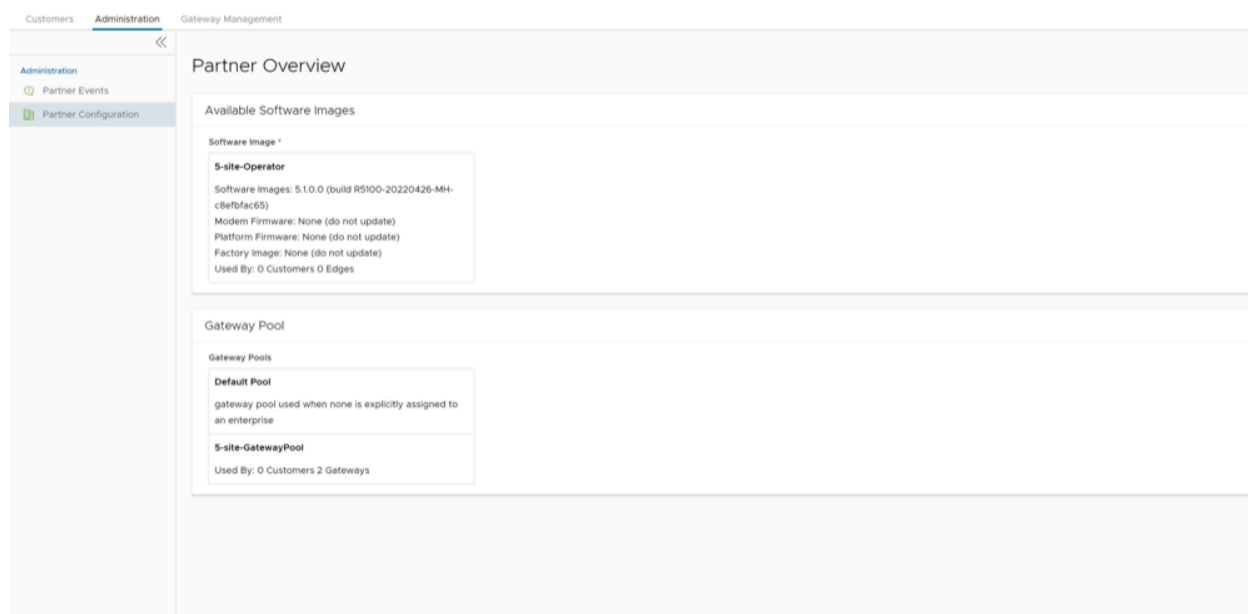 Customers Administration Gateway Management
Administration
Partner Events
Partner Configuration
Partner Overview
Available Software Images
Software Image *
5-site-Operator
Software Images: 5.1.0.0 (build R5100-20220426-MH-
c8efbfac65)
Modem Firmware: None (do not update)
Platform Firmware: None (do not update)
Factory Image: None (do not update)
Used By: 0 Customers 0 Edges
Gateway Pool
Gateway Pools
Default Pool
gateway pool used when none is explicitly assigned to
an enterprise
5-site-GatewayPool
Used By: 0 Customers 2 Gateways